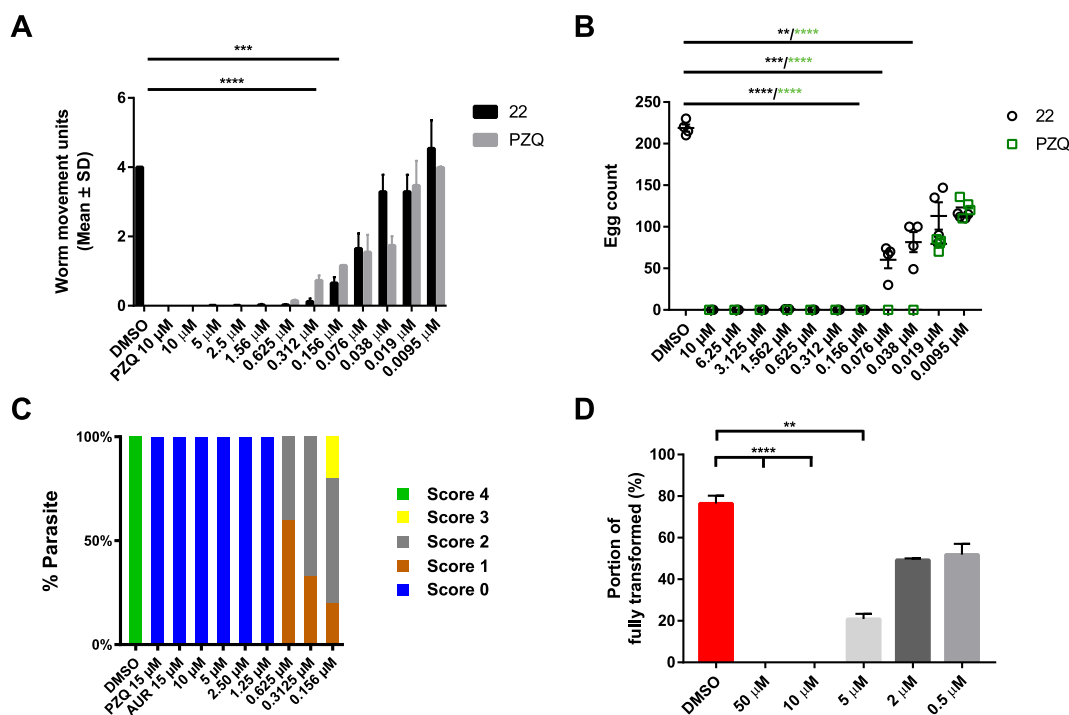 A
***
****
Worm movement units
(Mean ± SD)
6
4
2
0
22
PZQ
DMSO
PZQ 10 μM
10 μM
5 μM
2.5 μM
1.56 μM
0.625 μM
0.312 μM
0.156 μM
0.076 μM
0.038 μM
0.019 μM
0.0095 μM
B
**/****
***/****
****/****
Egg count
250
200
150
100
50
0
22
PZQ
DMSO
10 μM
6.25 μM
3.125 μM
1.562 μM
0.625 μM
0.312 μM
0.156 μM
0.076 μM
0.038 μM
0.019 μM
0.0095 μM
C
% Parasite
100%
50%
0%
Score 4
Score 3
Score 2
Score 1
Score 0
DMSO
PZQ 15 μM
AUR 15 μM
10 μM
5 μM
2.50 μM
1.25 μM
0.625 μM
0.3125 μM
0.156 μM
D
**
****
Portion of
fully transformed (%)
100
80
60
40
20
0
DMSO
50 μM
10 μM
5 μM
2 μM
0.5 μM